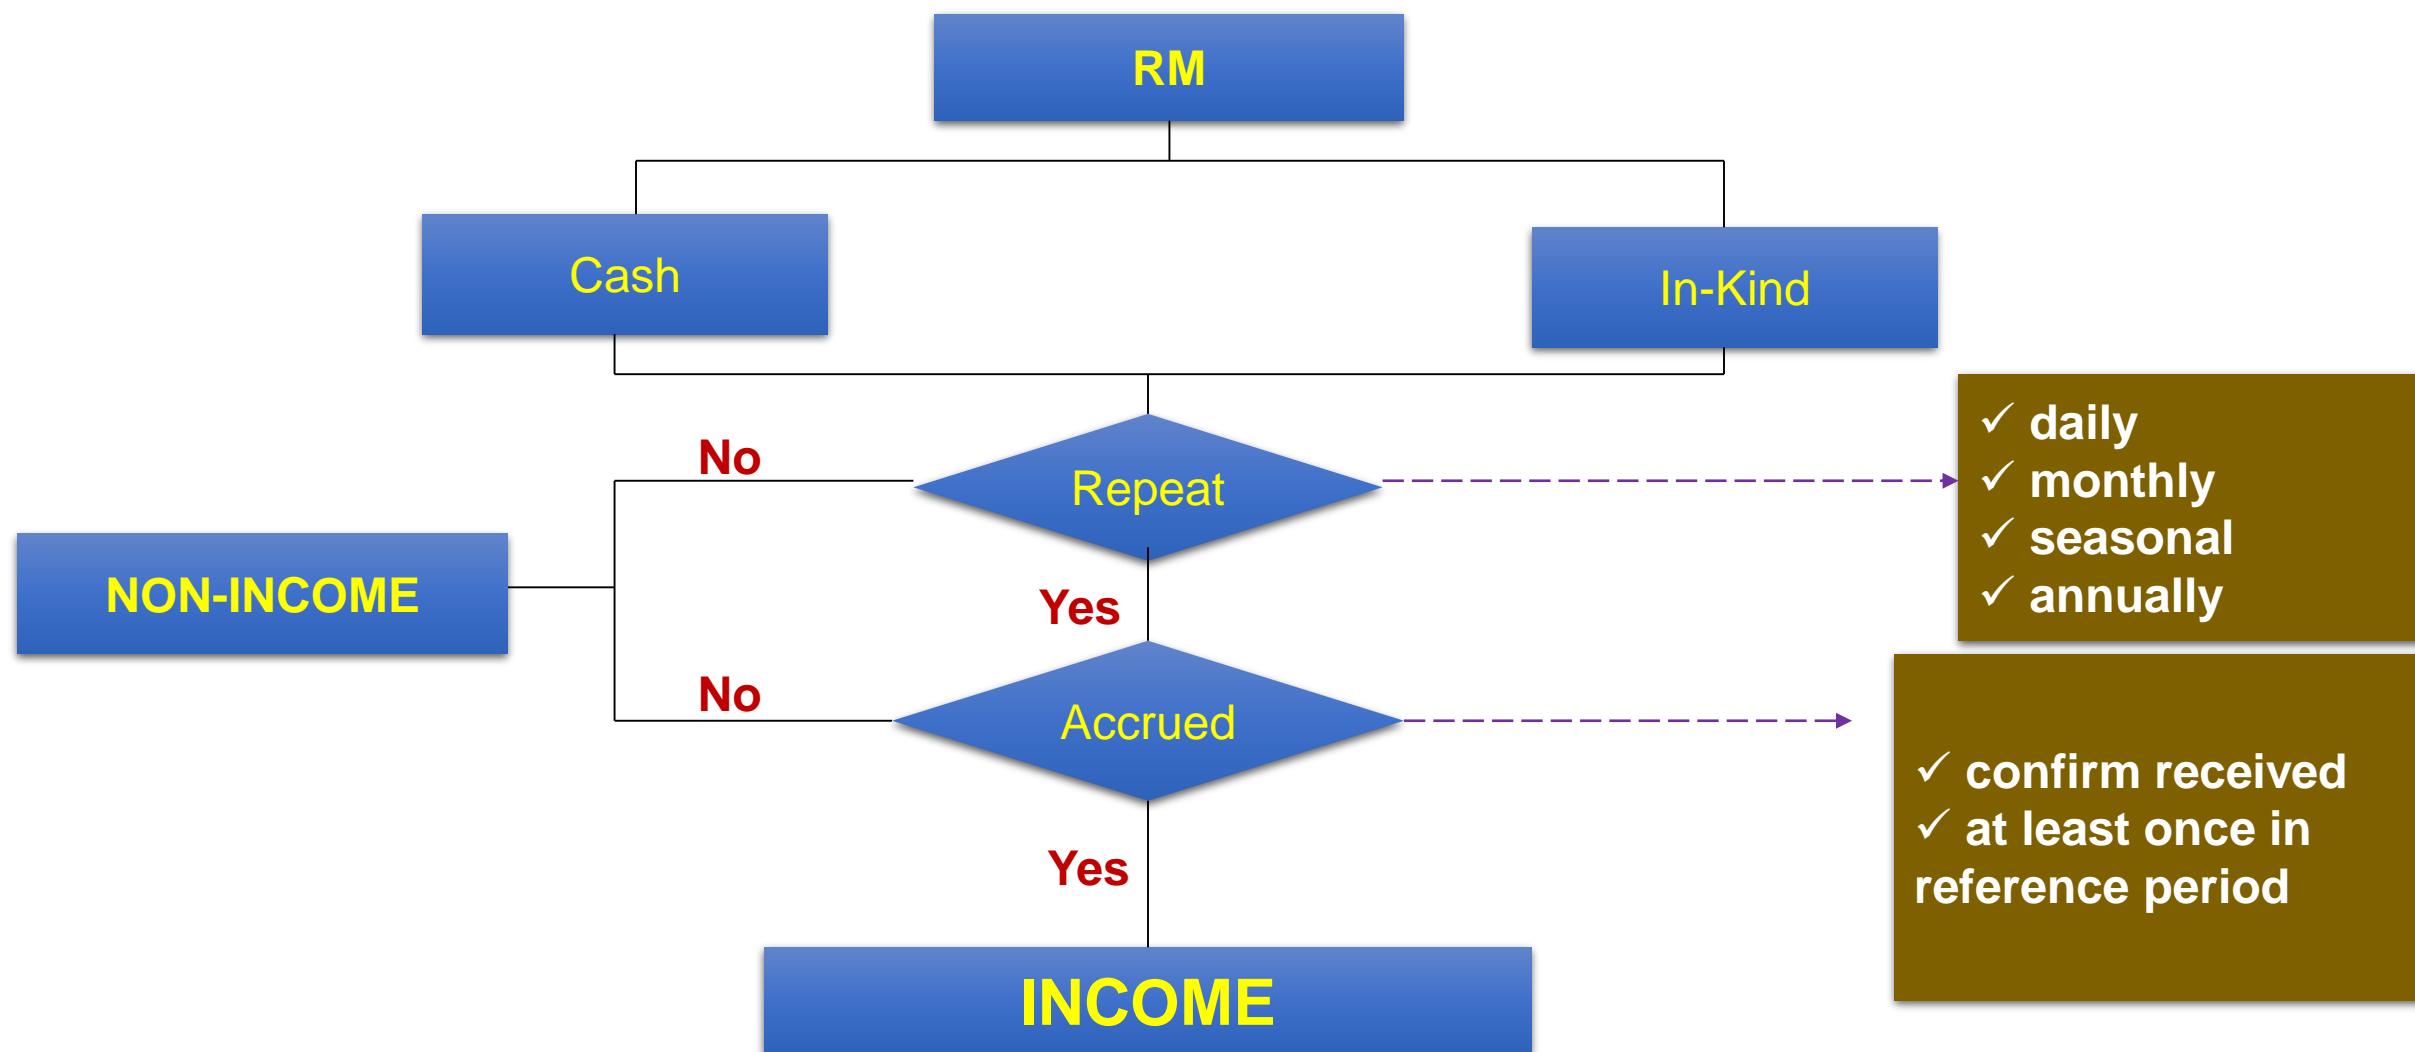 RM
Cash
In-Kind
No
Repeat
✓ daily
✓ monthly
✓ seasonal
✓ annually
NON-INCOME
Yes
No
Accrued
✓ confirm received
✓ at least once in
reference period
Yes
INCOME